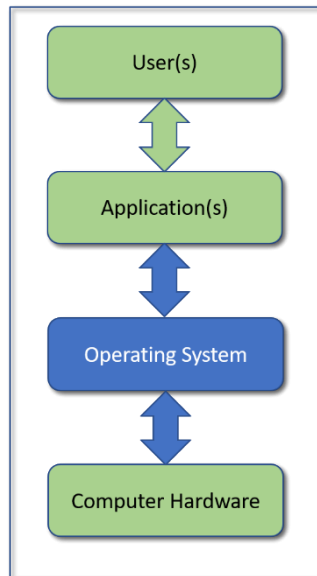 User(s)
Application(s)
Operating System
Computer Hardware